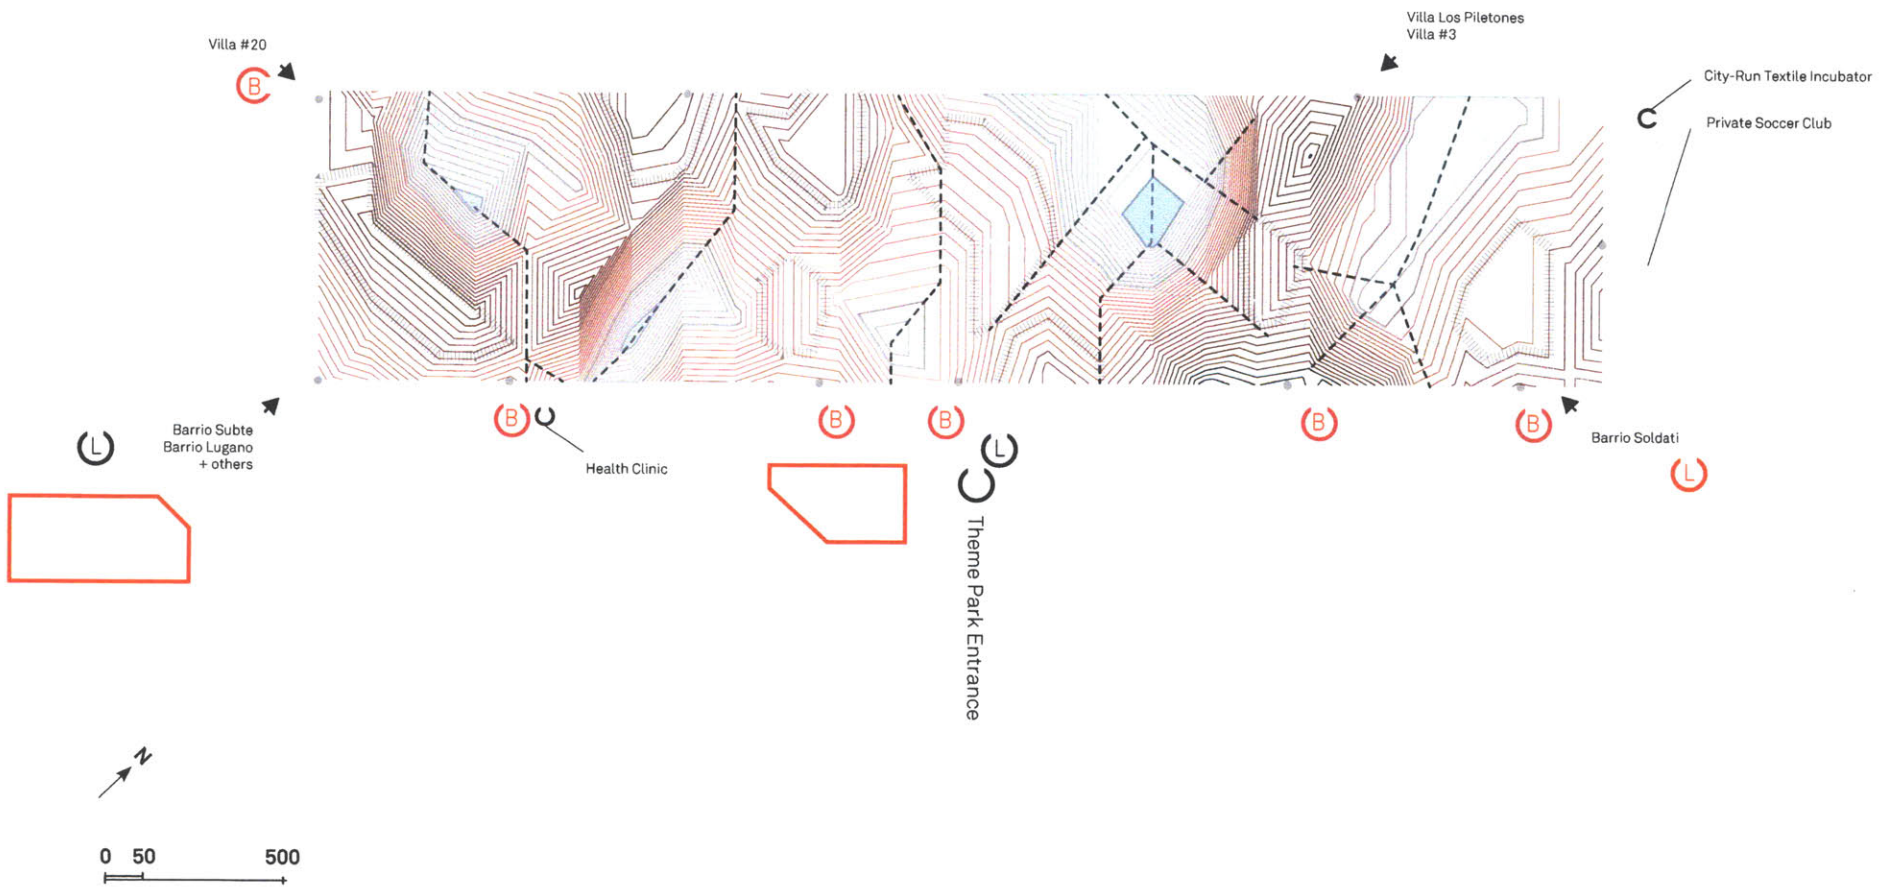 Villa Los Piletones
Villa #3
Villa #20
B
City-Run Textile Incubator
C
Private Soccer Club
B
B
B
B
B
Barrio Subte
Barrio Lugano
+ others
L
Health Clinic
L
Barrio Soldati
L
Theme Park Entrance
N
0 50 500